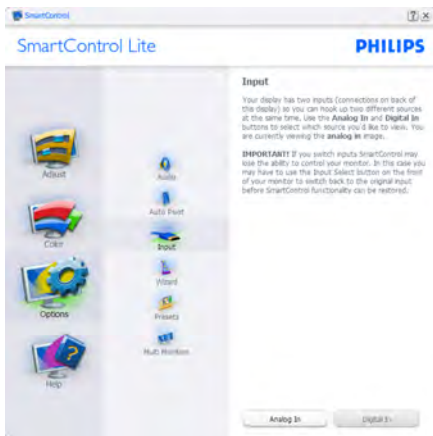 SmartControl
SmartControl Lite
PHILIPS
Adjust
Color
Options
Help
Audio
Auto Pivot
Input
Wizard
Presets
Multi Monitors
Input
Your display has two inputs (connections on back of
the display) so you can hook up two different sources
at the same time. Use the Analog In and Digital In
buttons to select which source you'd like to view. You
are currently viewing the analog in image.
IMPORTANT! If you switch inputs SmartControl may
lose the ability to control your monitor. In this case you
may have to use the Input Select button on the front
of your monitor to switch back to the original input
before SmartControl functionality can be restored.
Analog In
Digital In